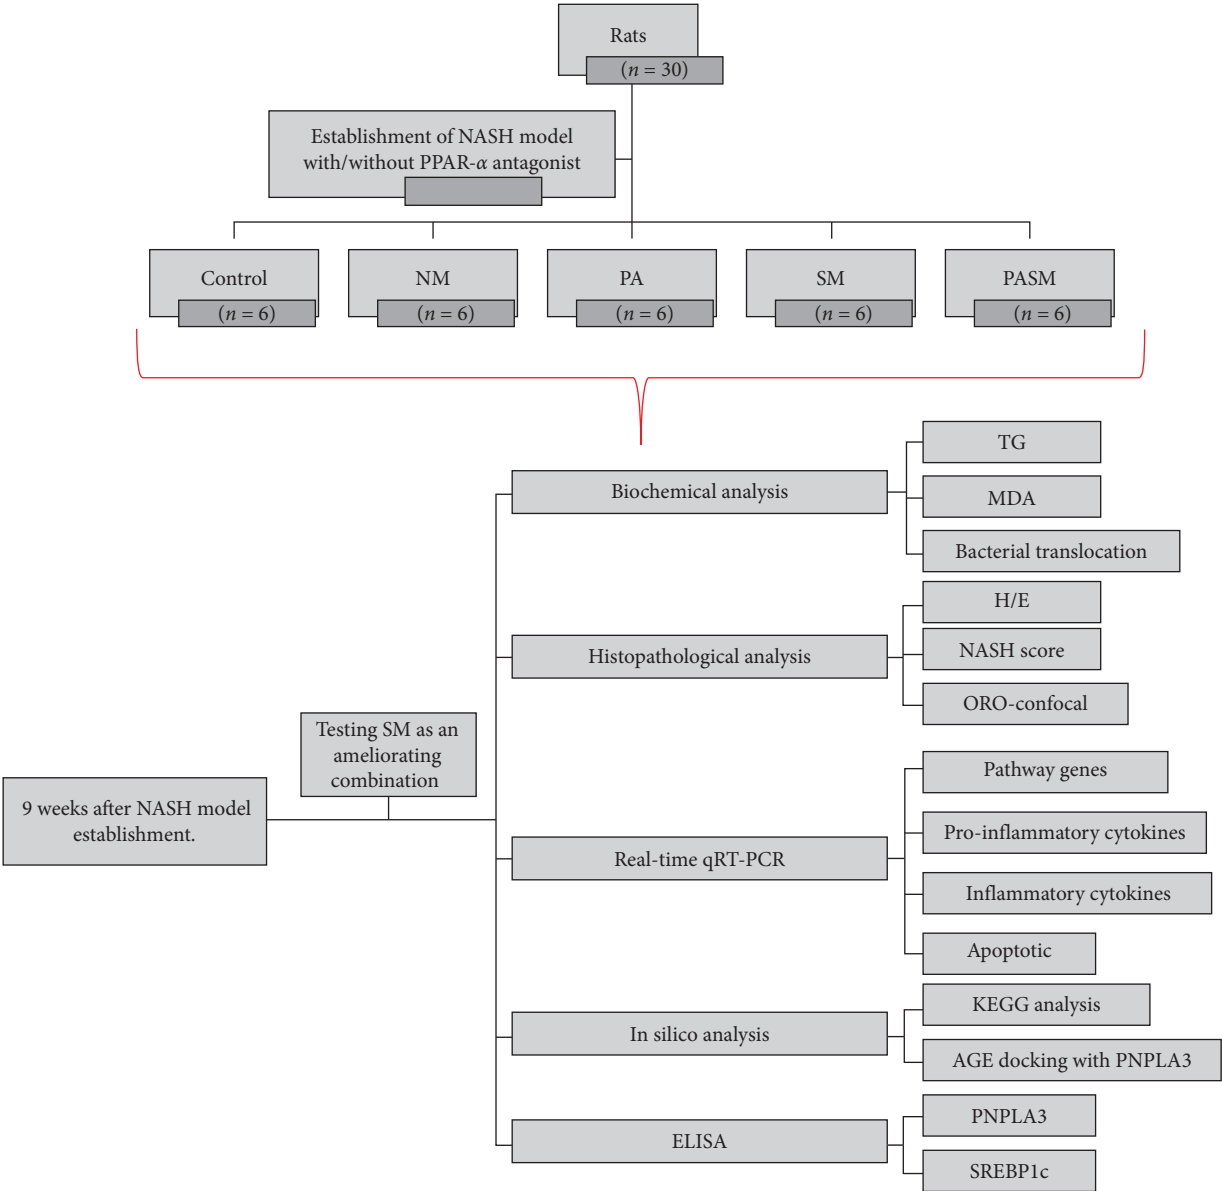 Rats
(n = 30)
Establishment of NASH model
with/without PPAR-α antagonist
Control
(n = 6)
NM
(n = 6)
PA
(n = 6)
SM
(n = 6)
PASM
(n = 6)
9 weeks after NASH model
establishment.
Testing SM as an
ameliorating
combination
Biochemical analysis
TG
MDA
Bacterial translocation
Histopathological analysis
H/E
NASH score
ORO-confocal
Real-time qRT-PCR
Pathway genes
Pro-inflammatory cytokines
Inflammatory cytokines
Apoptotic
In silico analysis
KEGG analysis
AGE docking with PNPLA3
ELISA
PNPLA3
SREBP1c